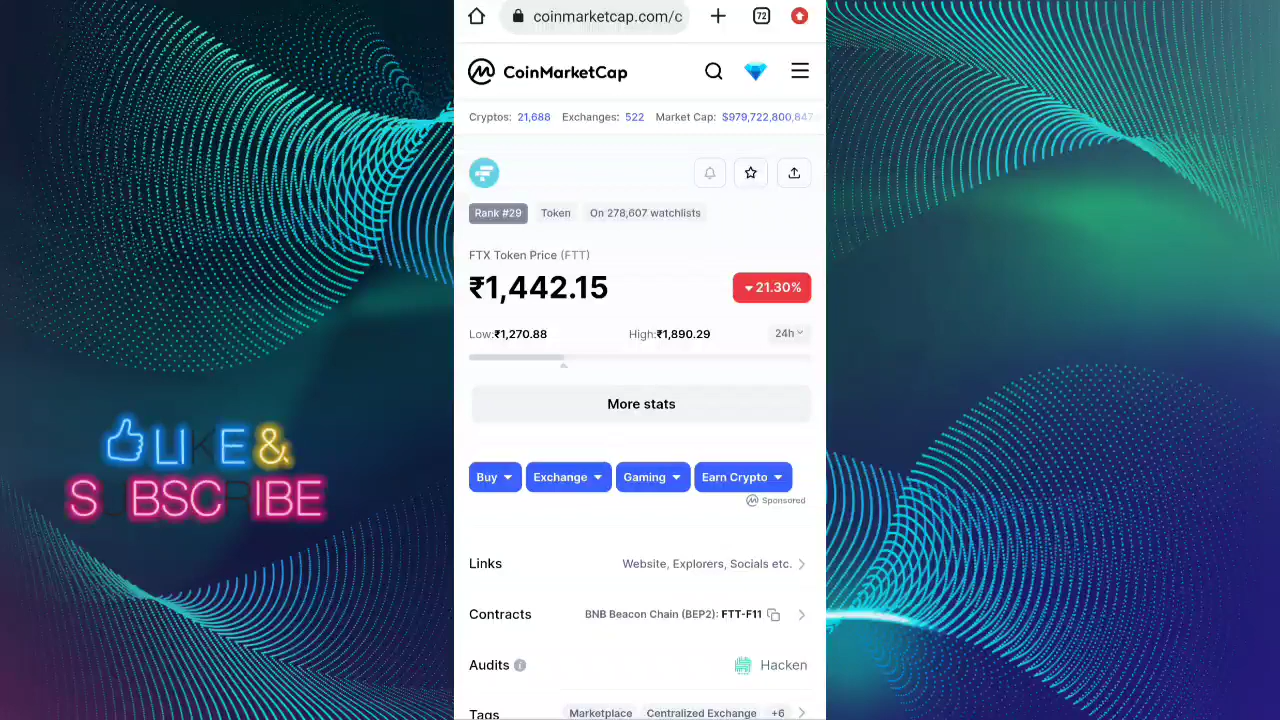 coinmarketcap.com/c
72
CoinMarketCap
Cryptos: 21,688 Exchanges: 522 Market Cap: $979,722,800,847
Rank #29 Token On 278,607 watchlists
FTX Token Price (FTT)
₹1,442.15 21.30%
Low:₹1,270.88 High:₹1,890.29 24h
More stats
Buy Exchange Gaming Earn Crypto
Sponsored
Links Website, Explorers, Socials etc.
Contracts BNB Beacon Chain (BEP2): FTT-F11
Audits Hacken
Tags Marketplace Centralized Exchange +6
LIKE &
SUBSCRIBE